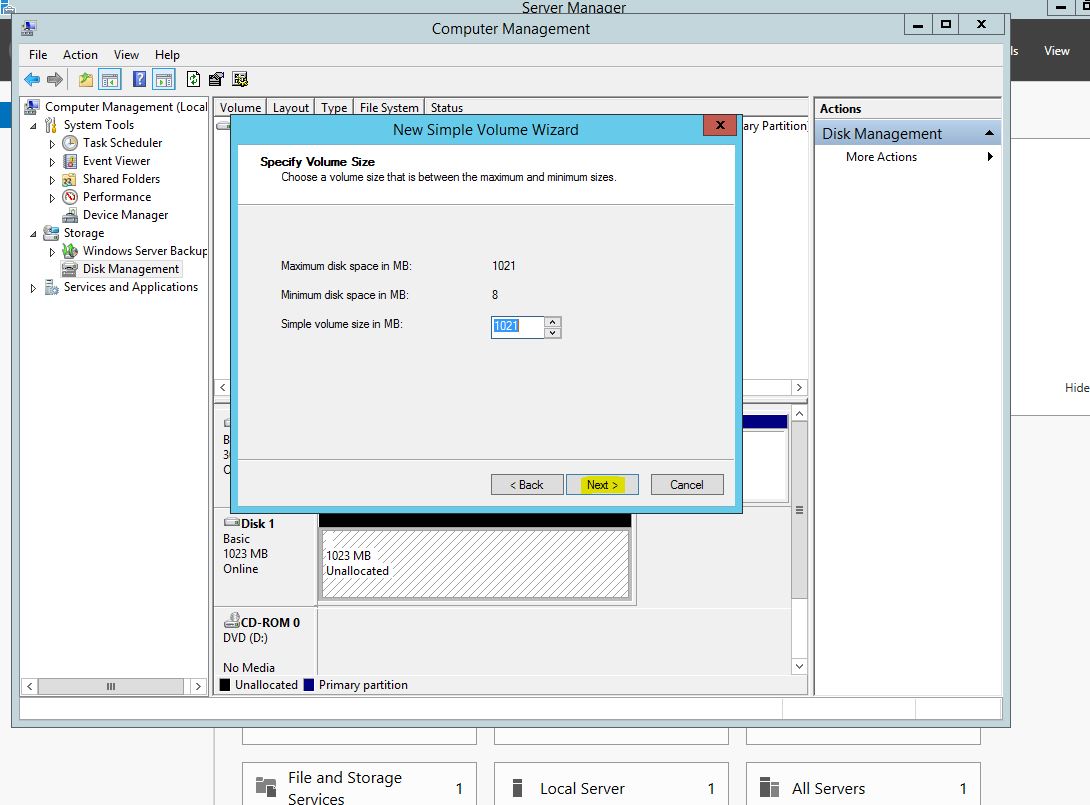 Server Manager
Computer Management
File Action View Help
View
Computer Management (Local
System Tools
Task Scheduler
Event Viewer
Shared Folders
Performance
Device Manager
Storage
Windows Server Backup
Disk Management
Services and Applications
Volume Layout Type File System Status
ary Partition
New Simple Volume Wizard
Specify Volume Size
Choose a volume size that is between the maximum and minimum sizes.
Maximum disk space in MB: 1021
Minimum disk space in MB: 8
Simple volume size in MB: 1021
< Back Next > Cancel
Disk 1
Basic
1023 MB
Online
1023 MB
Unallocated
CD-ROM 0
DVD (D:)
No Media
Unallocated Primary partition
Actions
Disk Management
More Actions
Hide
File and Storage
Services
1
Local Server 1
All Servers 1